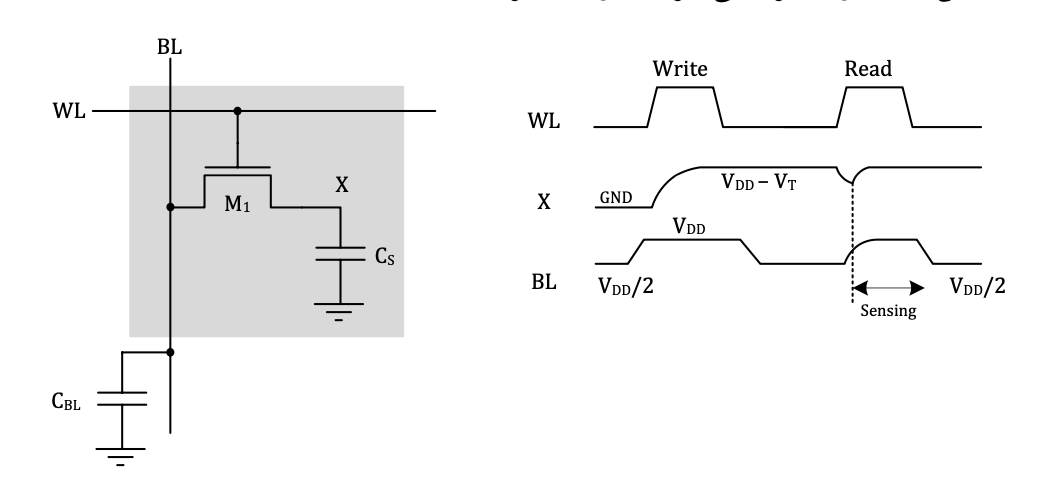 BL
WL
M1
X
CS
CBL
Write
Read
WL
X
GND
VDD – VT
VDD
BL
VDD/2
VDD/2
Sensing